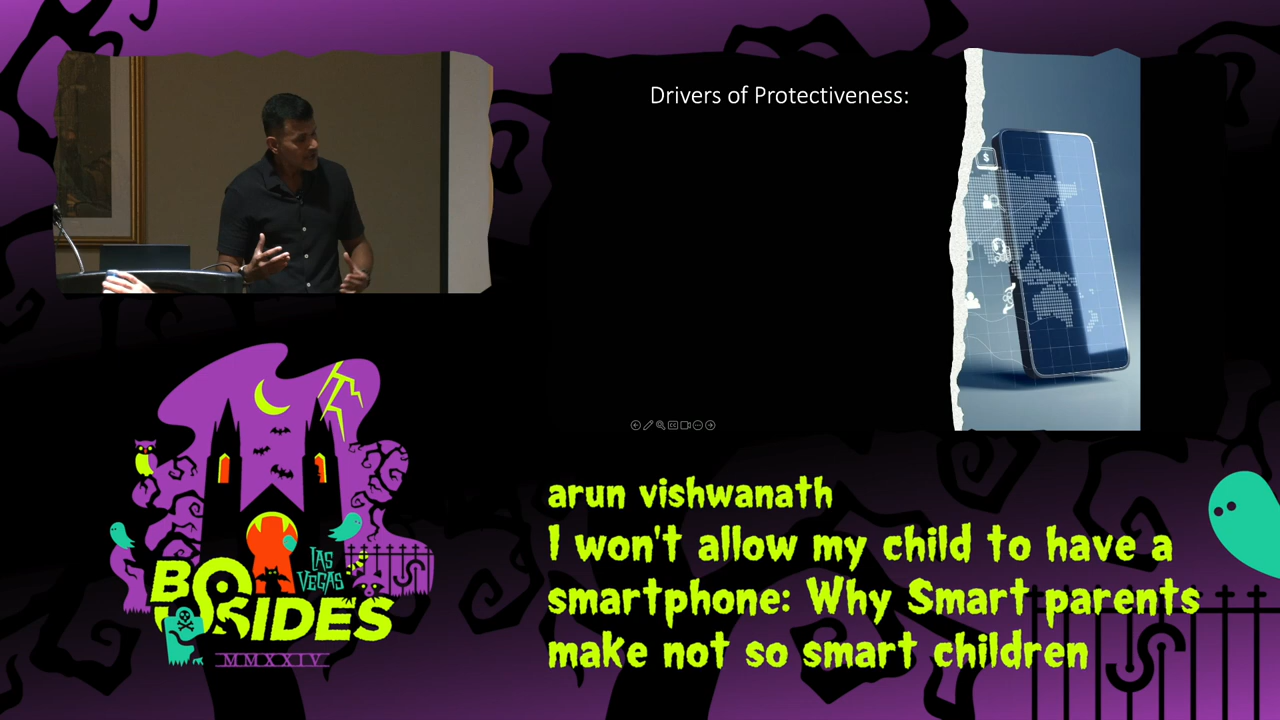 Drivers of Protectiveness:
$
CC
LAS
VEGAS
BSIDES
MMXXIV
arun vishwanath
I won't allow my child to have a
smartphone: Why Smart parents
make not so smart children